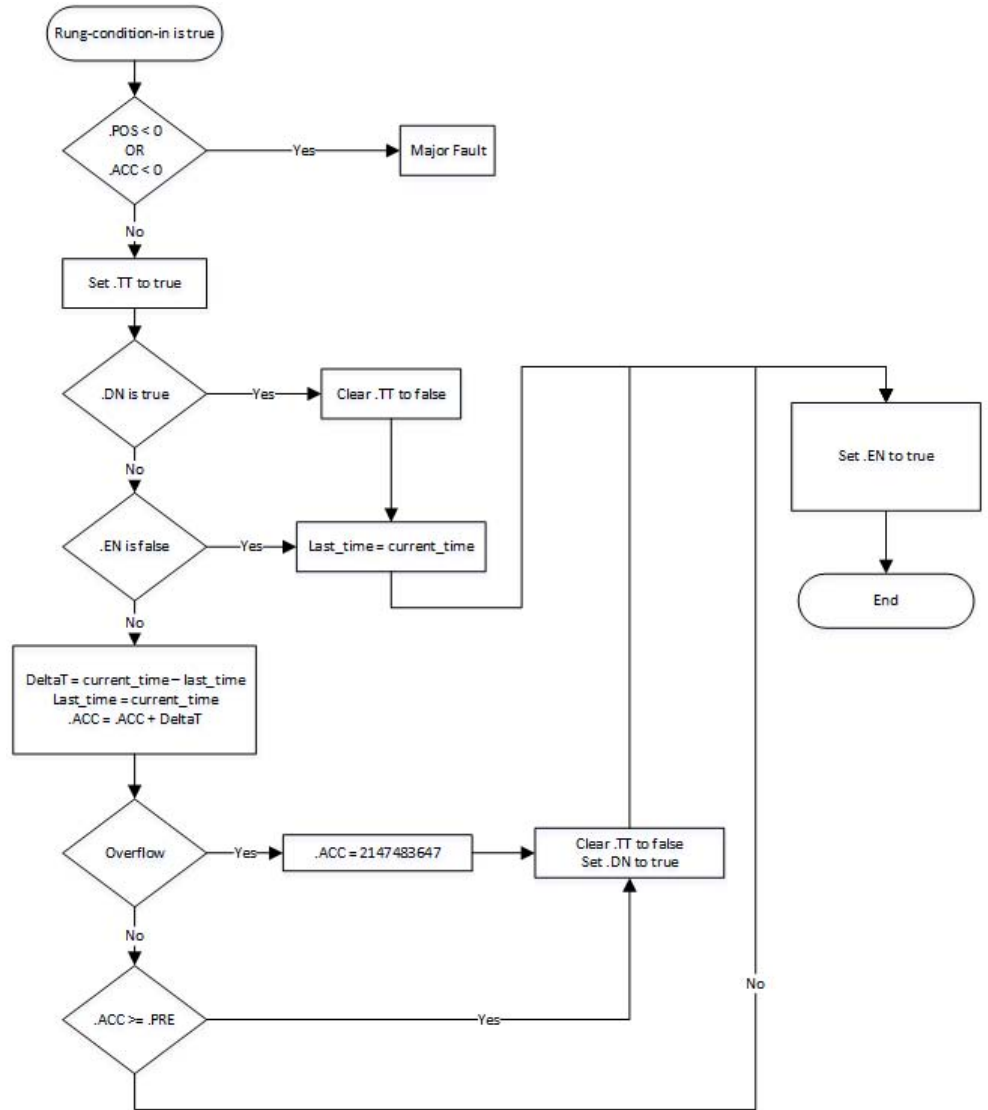 Rung-condition-in is true
.POS < 0
OR
.ACC < 0
Yes
Major Fault
No
Set .TT to true
.DN is true
Yes
Clear .TT to false
Set .EN to true
No
.EN is false
Yes
Last_time = current_time
End
No
DeltaT = current_time – last_time
Last_time = current_time
.ACC = .ACC + DeltaT
Overflow
Yes
.ACC = 2147483647
Clear .TT to false
Set .DN to true
No
.ACC >= .PRE
Yes
No